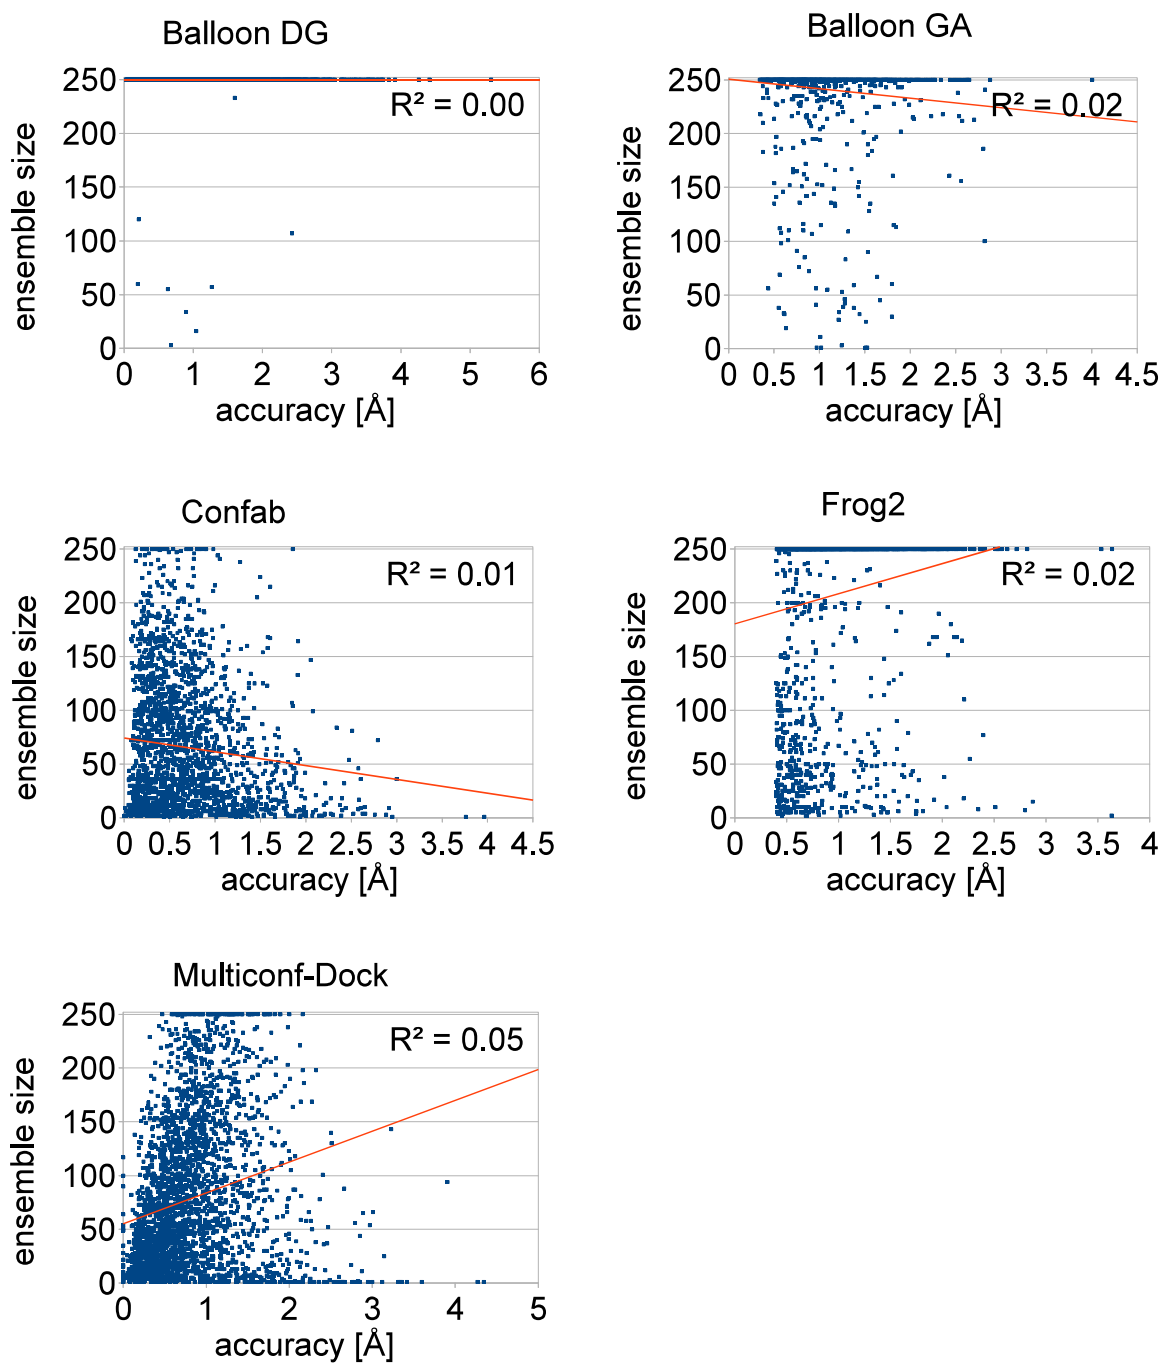 Balloon DG
250
200
150
100
50
0
ensemble size
R² = 0.00
0 1 2 3 4 5 6
accuracy [Å]
Balloon GA
250
200
150
100
50
0
ensemble size
R² = 0.02
0 0.5 1 1.5 2 2.5 3 3.5 4 4.5
accuracy [Å]
Confab
250
200
150
100
50
0
ensemble size
R² = 0.01
0 0.5 1 1.5 2 2.5 3 3.5 4 4.5
accuracy [Å]
Frog2
250
200
150
100
50
0
ensemble size
R² = 0.02
0 0.5 1 1.5 2 2.5 3 3.5 4
accuracy [Å]
Multiconf-Dock
250
200
150
100
50
0
ensemble size
R² = 0.05
0 1 2 3 4 5
accuracy [Å]